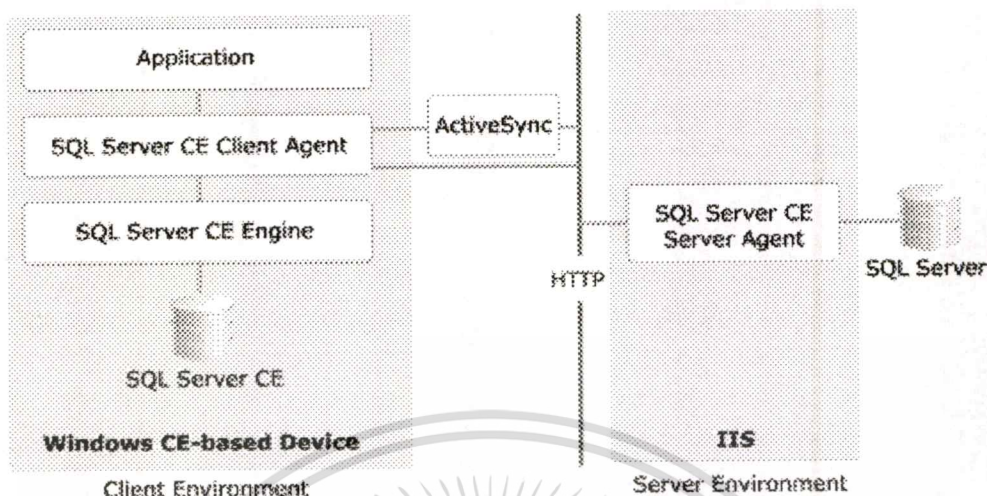 Application
SQL Server CE Client Agent
ActiveSync
SQL Server CE Engine
SQL Server CE
Windows CE-based Device
Client Environment
HTTP
SQL Server CE
Server Agent
SQL Server
IIS
Server Environment